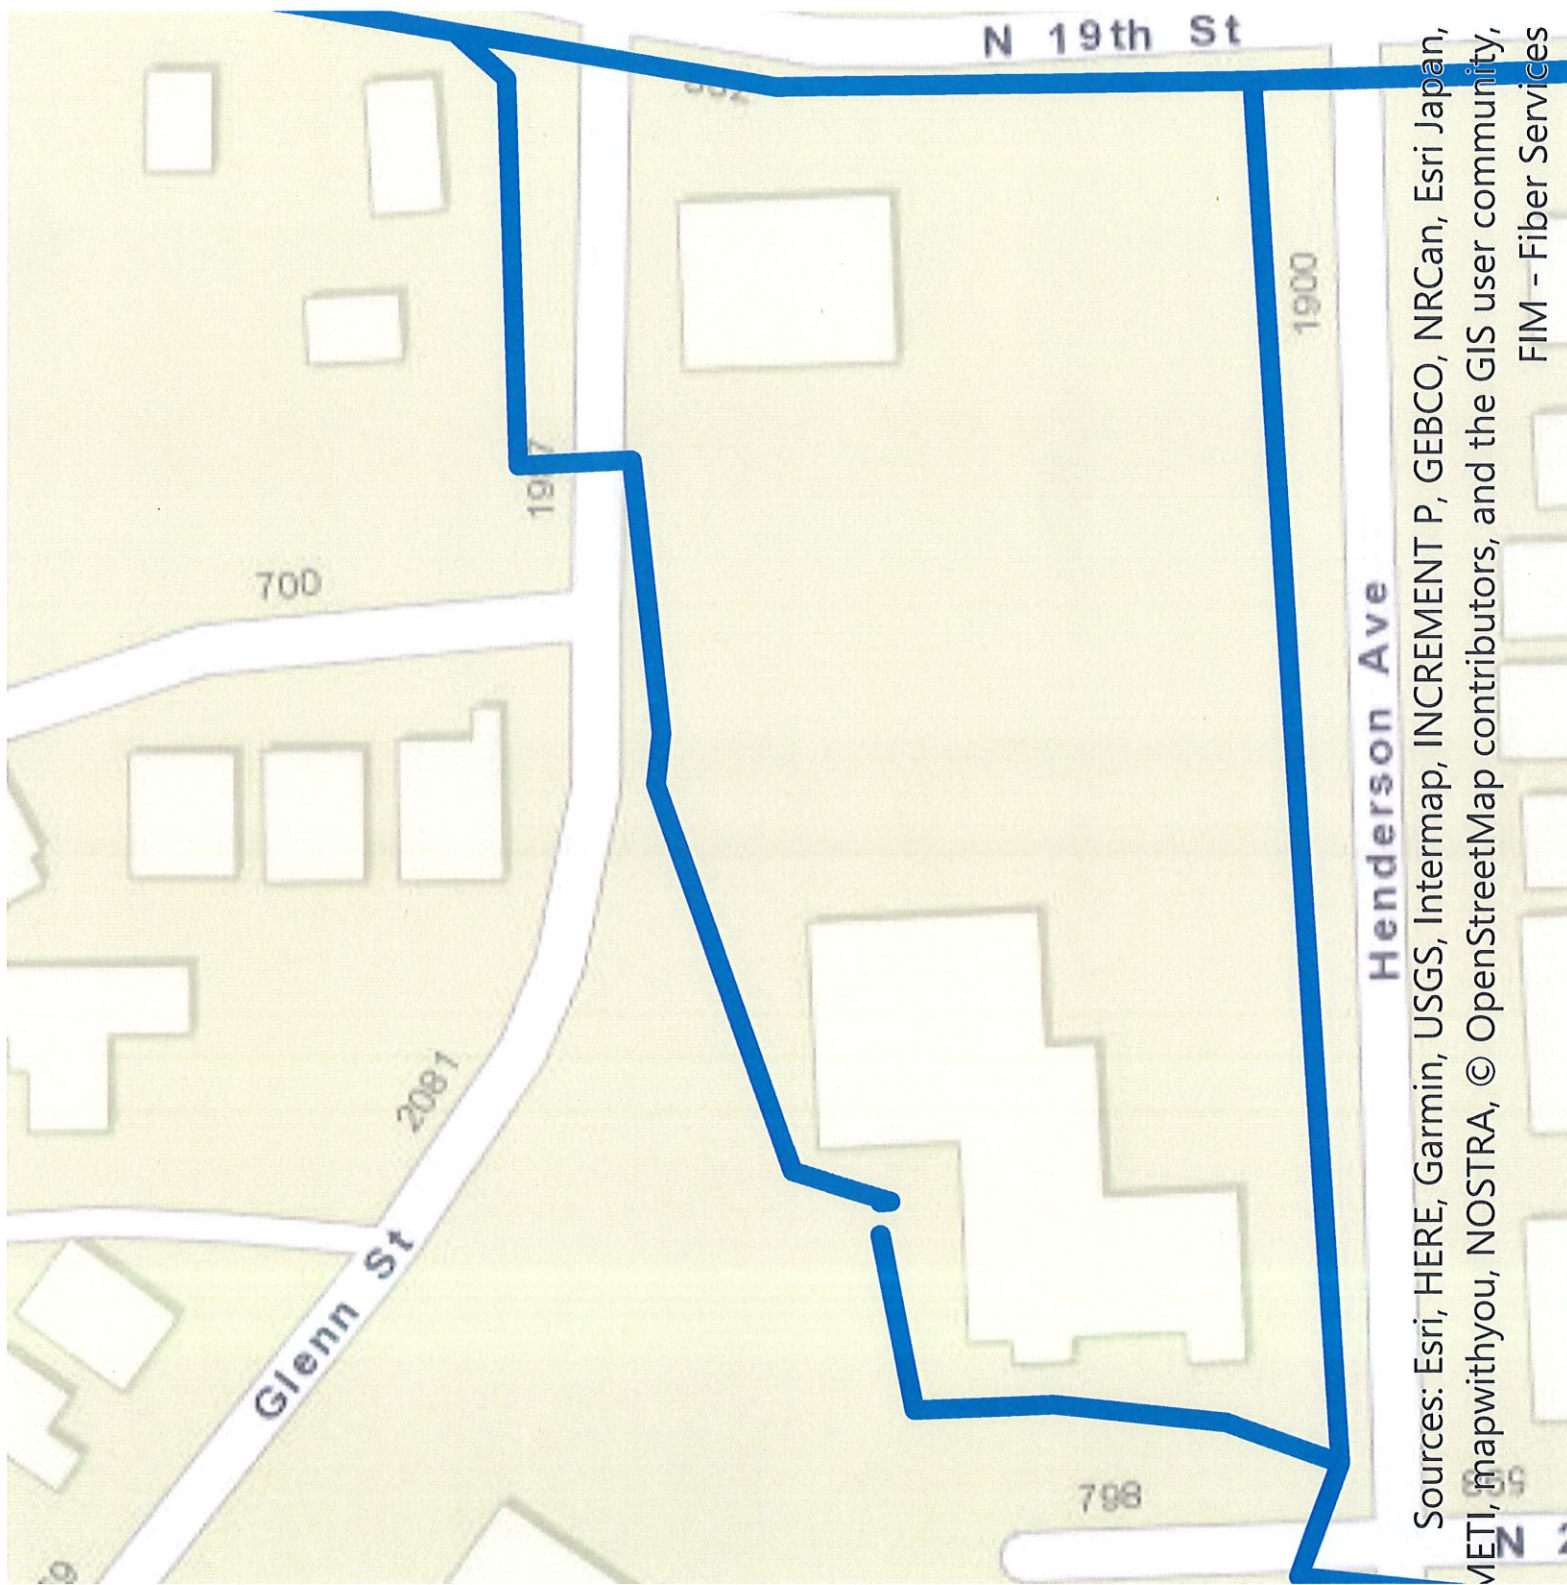 N 19th St
1900
700
Henderson Ave
2081
Glenn St
798
Sources: Esri, HERE, Garmin, USGS, Intermap, INCREMENT P, GEBCO, NRCan, Esri Japan,
METI, mapwithyou, NOSTRA, © OpenStreetMap contributors, and the GIS user community,
FIM - Fiber Services